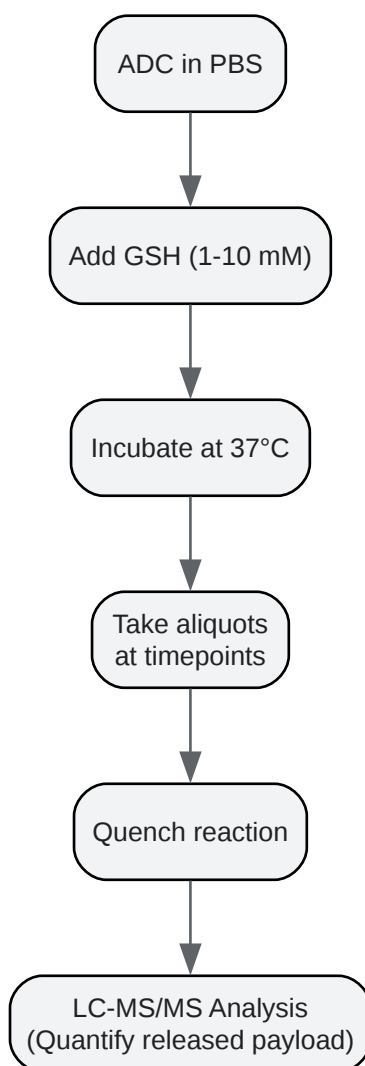 ADC in PBS
Add GSH (1-10 mM)
Incubate at 37°C
Take aliquots
at timepoints
Quench reaction
LC-MS/MS Analysis
(Quantify released payload)